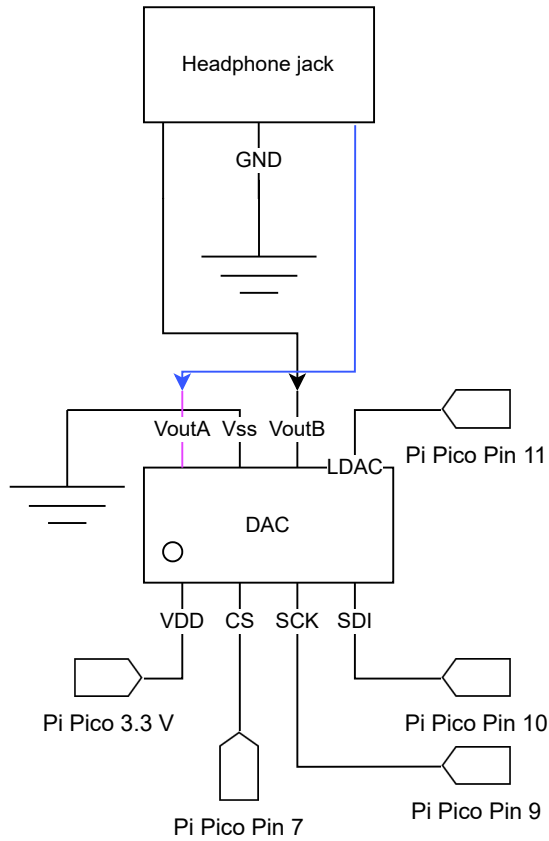 Headphone jack
GND
VoutA Vss VoutB
LDAC
Pi Pico Pin 11
DAC
VDD CS SCK SDI
Pi Pico 3.3 V
Pi Pico Pin 10
Pi Pico Pin 9
Pi Pico Pin 7